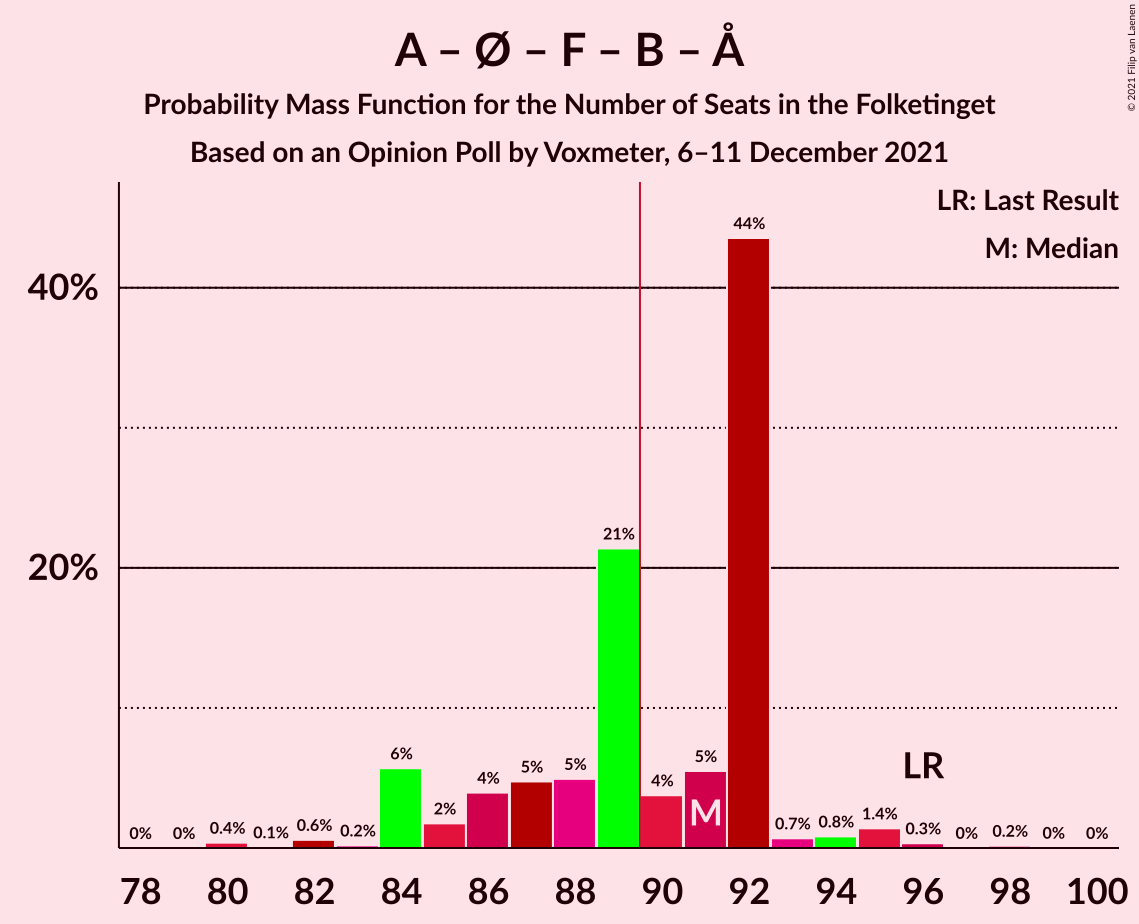 A – Ø – F – B – Å
Probability Mass Function for the Number of Seats in the Folketinget
Based on an Opinion Poll by Voxmeter, 6–11 December 2021
© 2021 Filip van Laenen
LR: Last Result
M: Median
40%
20%
0%
0%
0.4%
0.1%
0.6%
0.2%
6%
2%
4%
5%
5%
21%
4%
5%
44%
0.7%
0.8%
1.4%
0.3%
0%
0.2%
0%
0%
M
LR
78 80 82 84 86 88 90 92 94 96 98 100